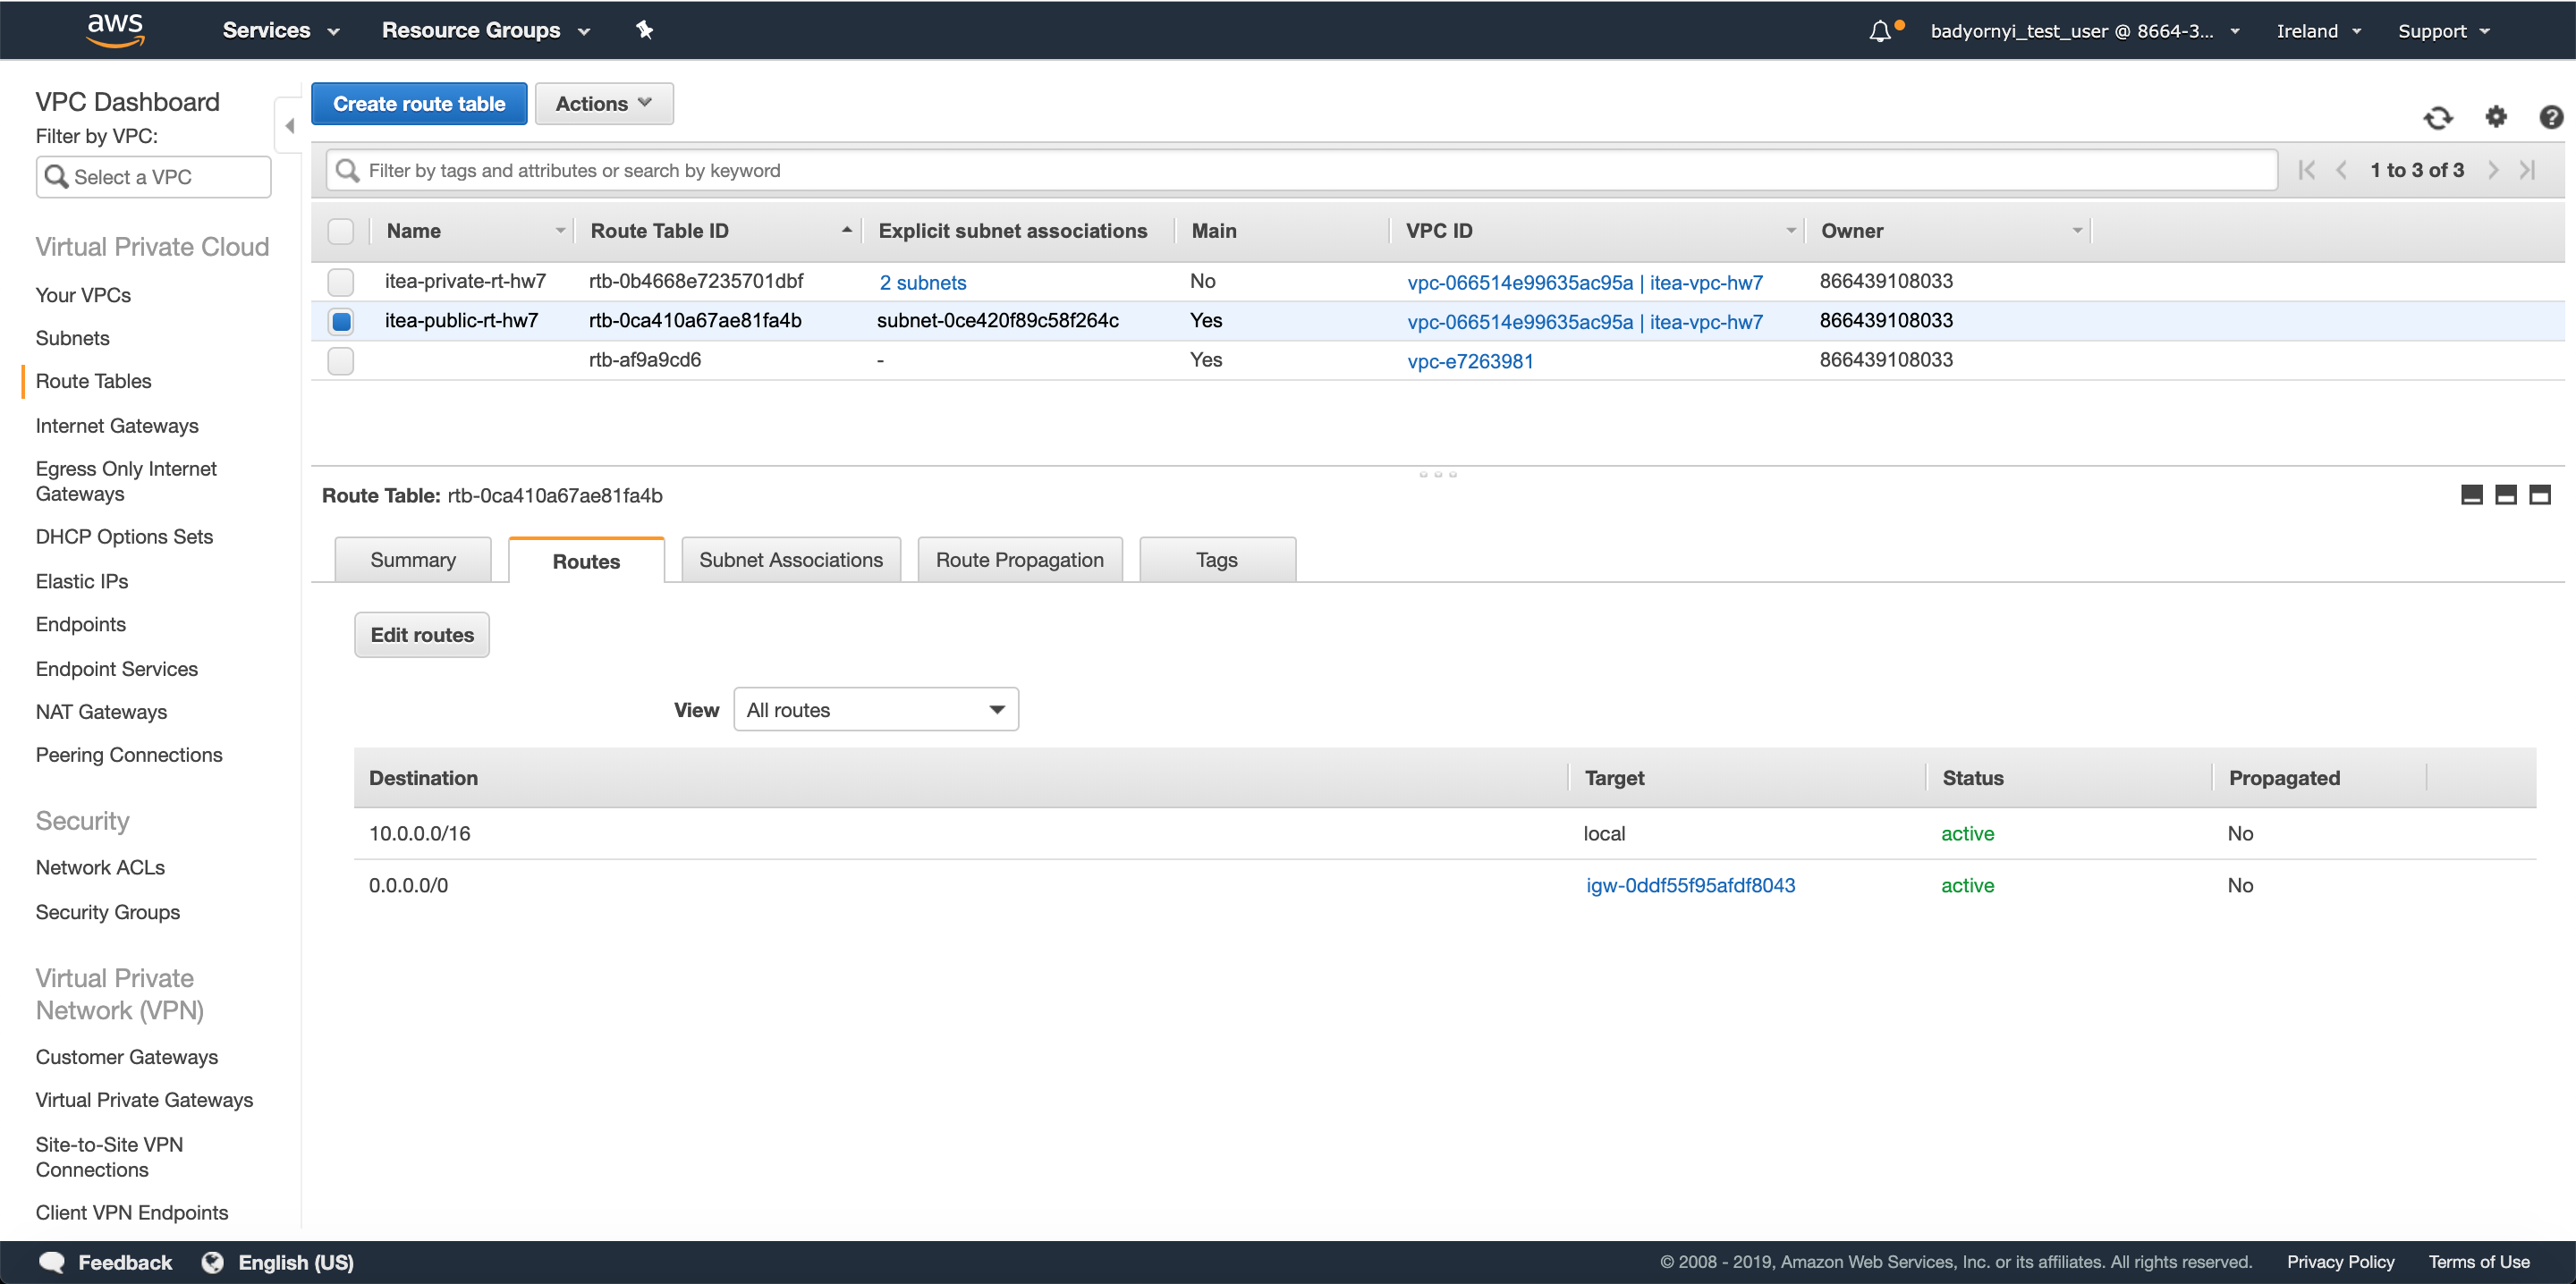 aws Services Resource Groups badyornyi_test_user @ 8664-3... Ireland Support
VPC Dashboard
Filter by VPC:
Select a VPC
Virtual Private Cloud
Your VPCs
Subnets
Route Tables
Internet Gateways
Egress Only Internet
Gateways
DHCP Options Sets
Elastic IPs
Endpoints
Endpoint Services
NAT Gateways
Peering Connections
Security
Network ACLs
Security Groups
Virtual Private
Network (VPN)
Customer Gateways
Virtual Private Gateways
Site-to-Site VPN
Connections
Client VPN Endpoints
Create route table Actions
Filter by tags and attributes or search by keyword 1 to 3 of 3
Name Route Table ID Explicit subnet associations Main VPC ID Owner
itea-private-rt-hw7 rtb-0b4668e7235701dbf 2 subnets No vpc-066514e99635ac95a | itea-vpc-hw7 866439108033
itea-public-rt-hw7 rtb-0ca410a67ae81fa4b subnet-0ce420f89c58f264c Yes vpc-066514e99635ac95a | itea-vpc-hw7 866439108033
rtb-af9a9cd6 - Yes vpc-e7263981 866439108033
Route Table: rtb-0ca410a67ae81fa4b
Summary Routes Subnet Associations Route Propagation Tags
Edit routes
View All routes
Destination Target Status Propagated
10.0.0.0/16 local active No
0.0.0.0/0 igw-0ddf55f95afdf8043 active No
Feedback English (US) © 2008 - 2019, Amazon Web Services, Inc. or its affiliates. All rights reserved. Privacy Policy Terms of Use